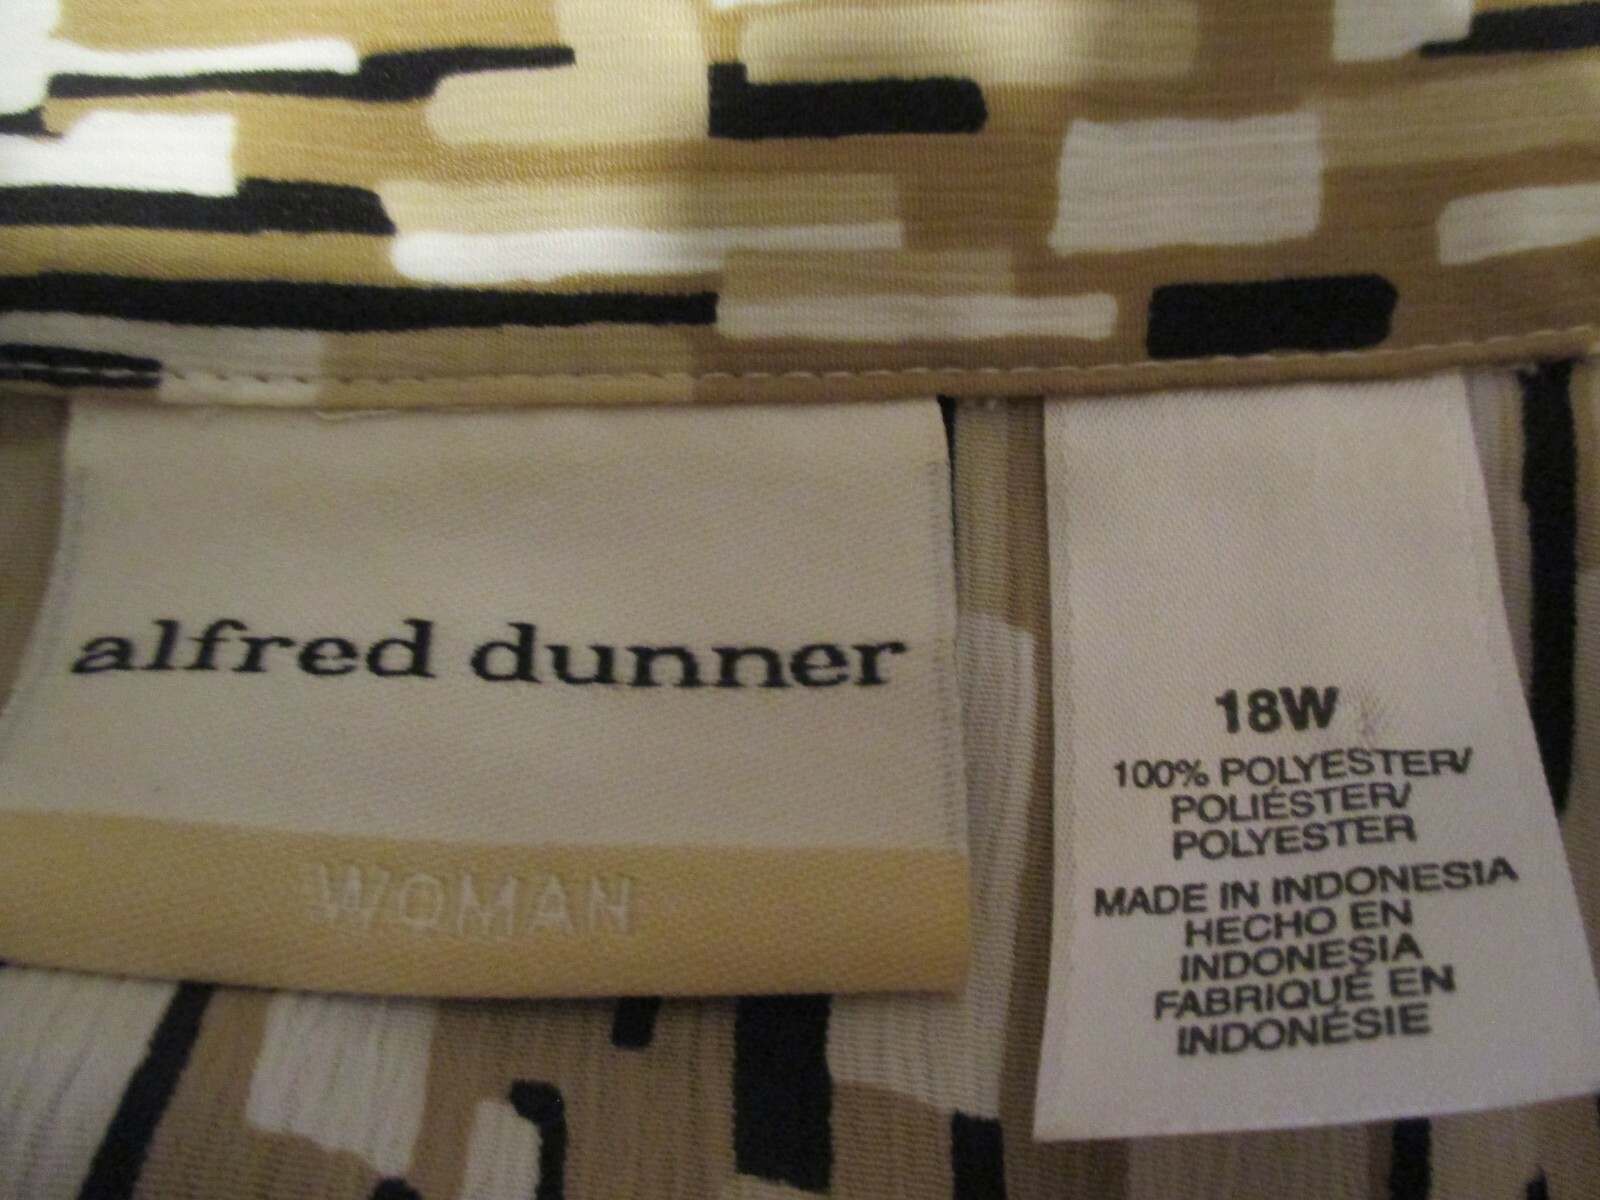 alfred dunner
WOMAN
18W
100% POLYESTER/
POLIÉSTER/
POLYESTER
MADE IN INDONESIA
HECHO EN
INDONESIA
FABRIQUÉ EN
INDONÉSIE